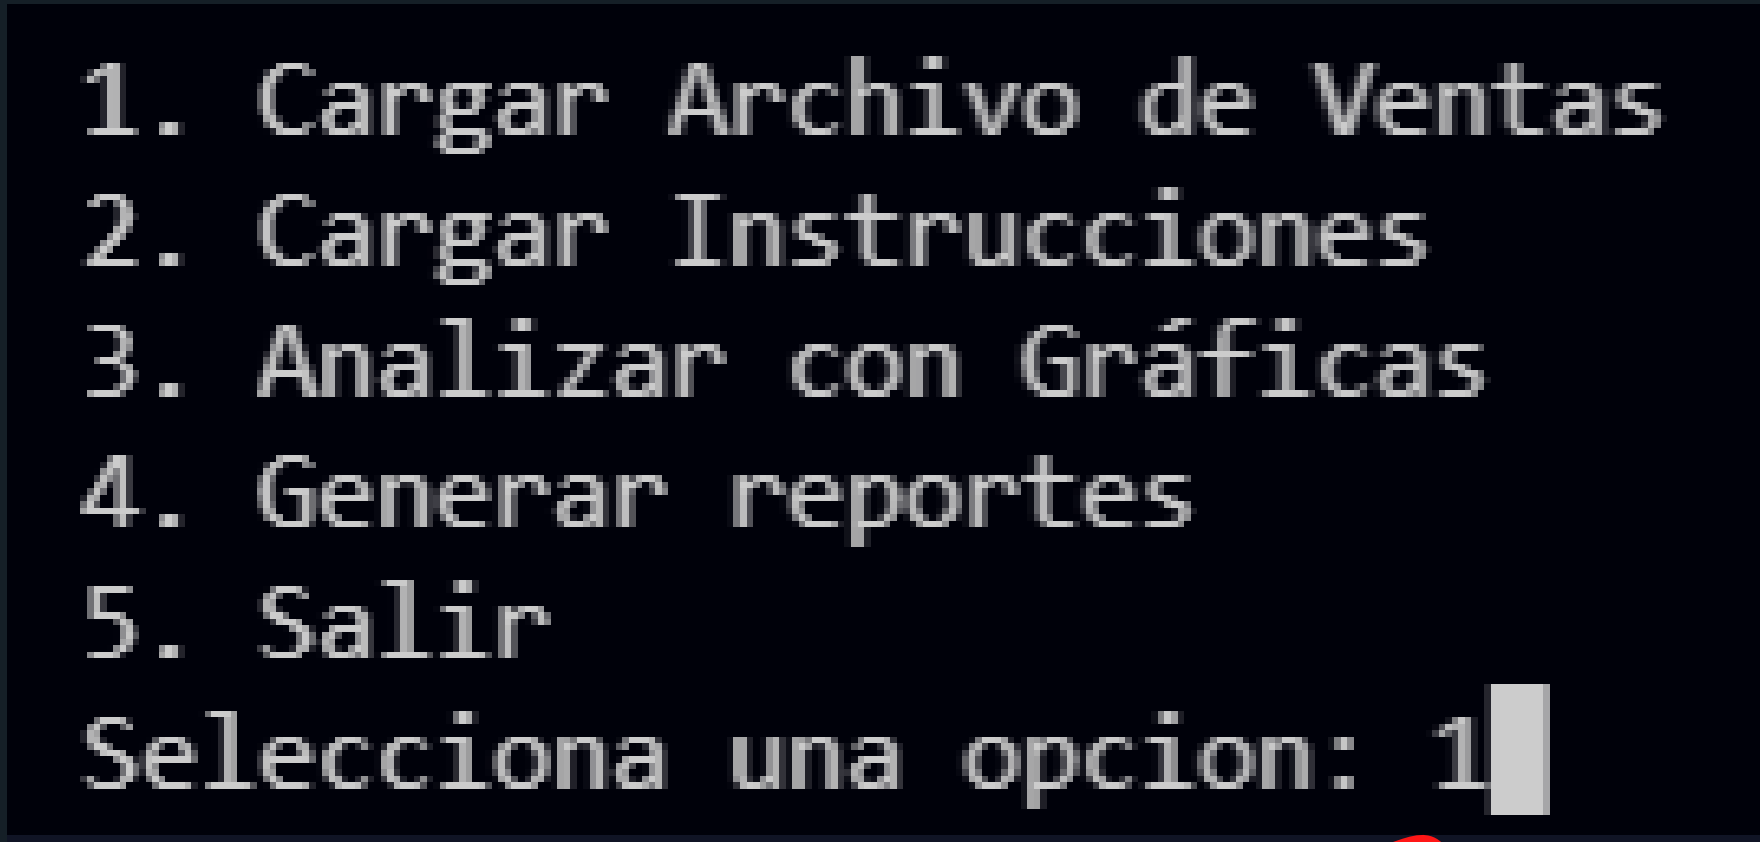 1. Cargar Archivo de Ventas
2. Cargar Instrucciones
3. Analizar con Gráficas
4. Generar reportes
5. Salir
Selecciona una opcion: 1